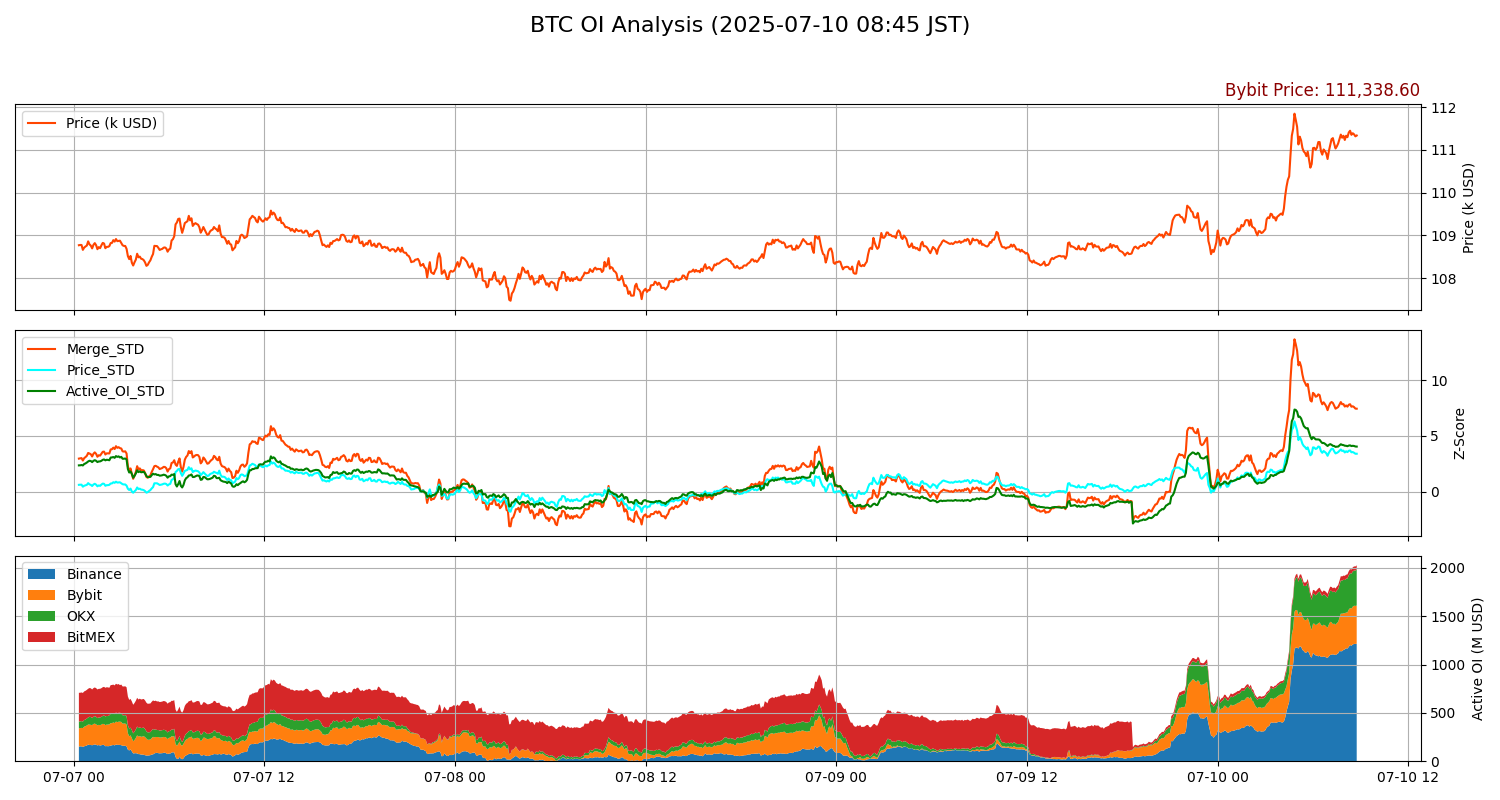 BTC OI Analysis (2025-07-10 08:45 JST)
Bybit Price: 111,338.60
Price (k USD)
112
111
110
109
108
Price (k USD)
Merge_STD
Price_STD
Active_OI_STD
10
5
0
Z-Score
Binance
Bybit
OKX
BitMEX
2000
1500
1000
500
0
Active OI (M USD)
07-07 00
07-07 12
07-08 00
07-08 12
07-09 00
07-09 12
07-10 00
07-10 12